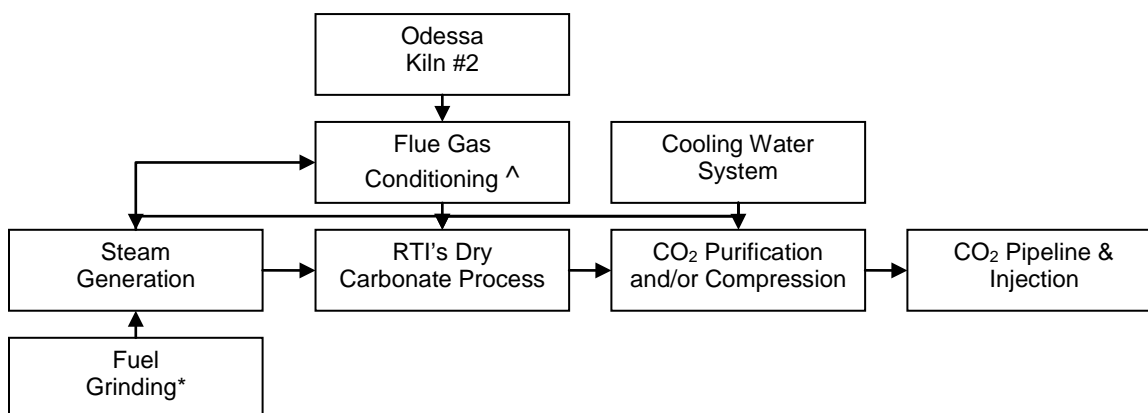 Odessa
Kiln #2
Flue Gas
Conditioning ^
Cooling Water
System
Steam
Generation
RTI's Dry
Carbonate Process
CO₂ Purification
and/or Compression
CO₂ Pipeline &
Injection
Fuel
Grinding*